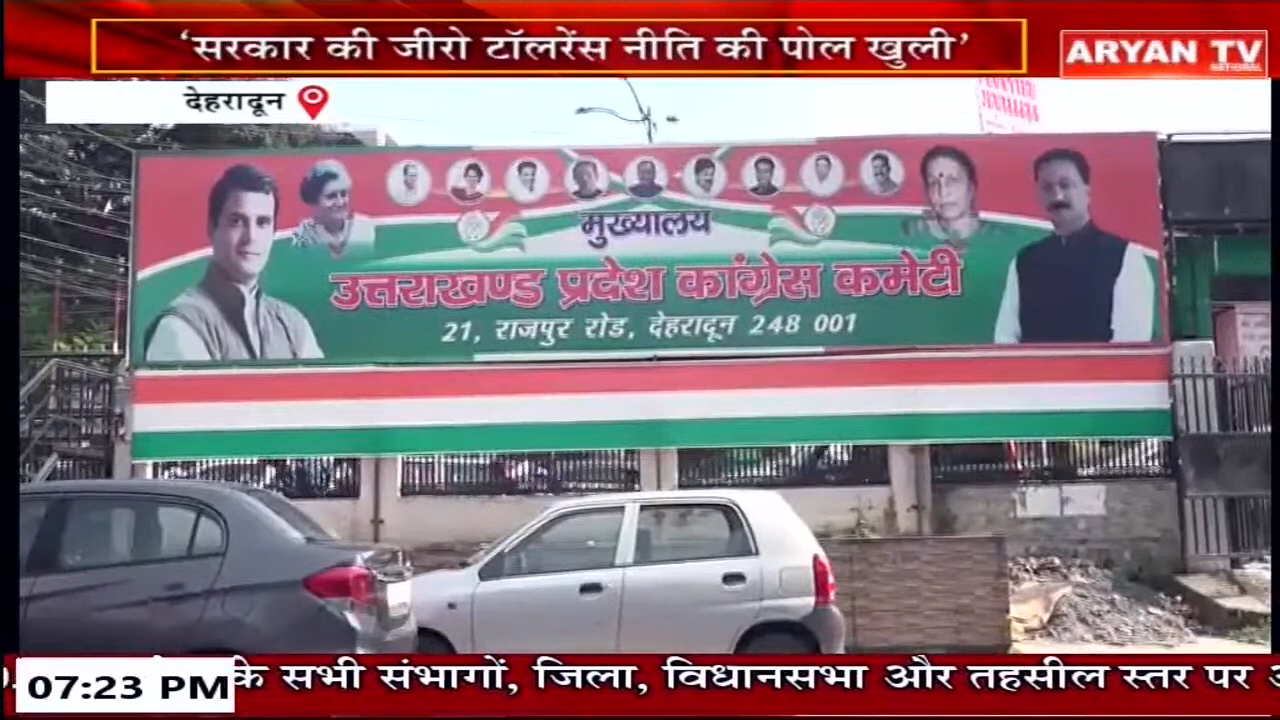 ‘सरकार की जीरो टॉलरेंस नीति की पोल खुली’
ARYAN TV
NATIONAL
देहरादून
मुख्यालय
उत्तराखण्ड प्रदेश कांग्रेस कमेटी
21, राजपुर रोड, देहरादून 248 001
07:23 PM
के सभी संभागों, जिला, विधानसभा और तहसील स्तर पर